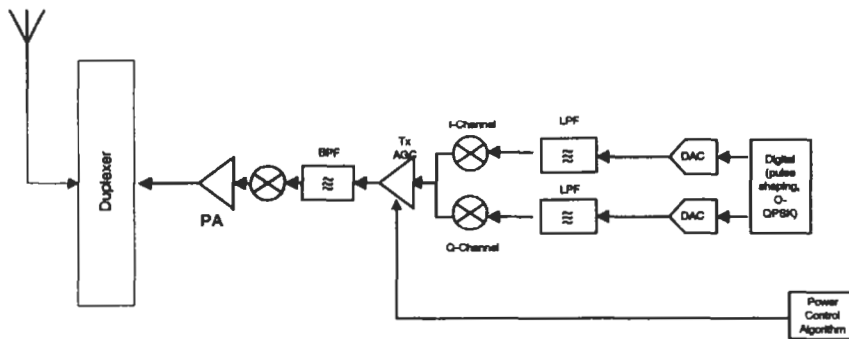 Duplexer
PA
BPF
Tx
AGC
I-Channel
Q-Channel
LPF
LPF
DAC
DAC
Digital
(pulse
shaping,
O-
QPSK)
Power
Control
Algorithm